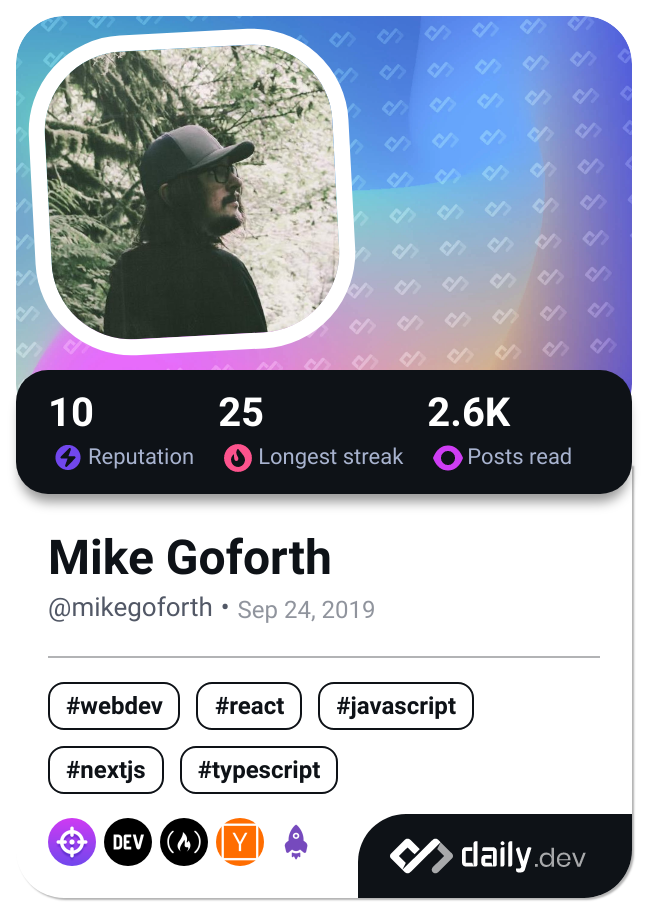 10 25 2.6K
Reputation Longest streak Posts read
Mike Goforth
@mikegoforth • Sep 24, 2019
#webdev #react #javascript
#nextjs #typescript
DEV Y daily.dev